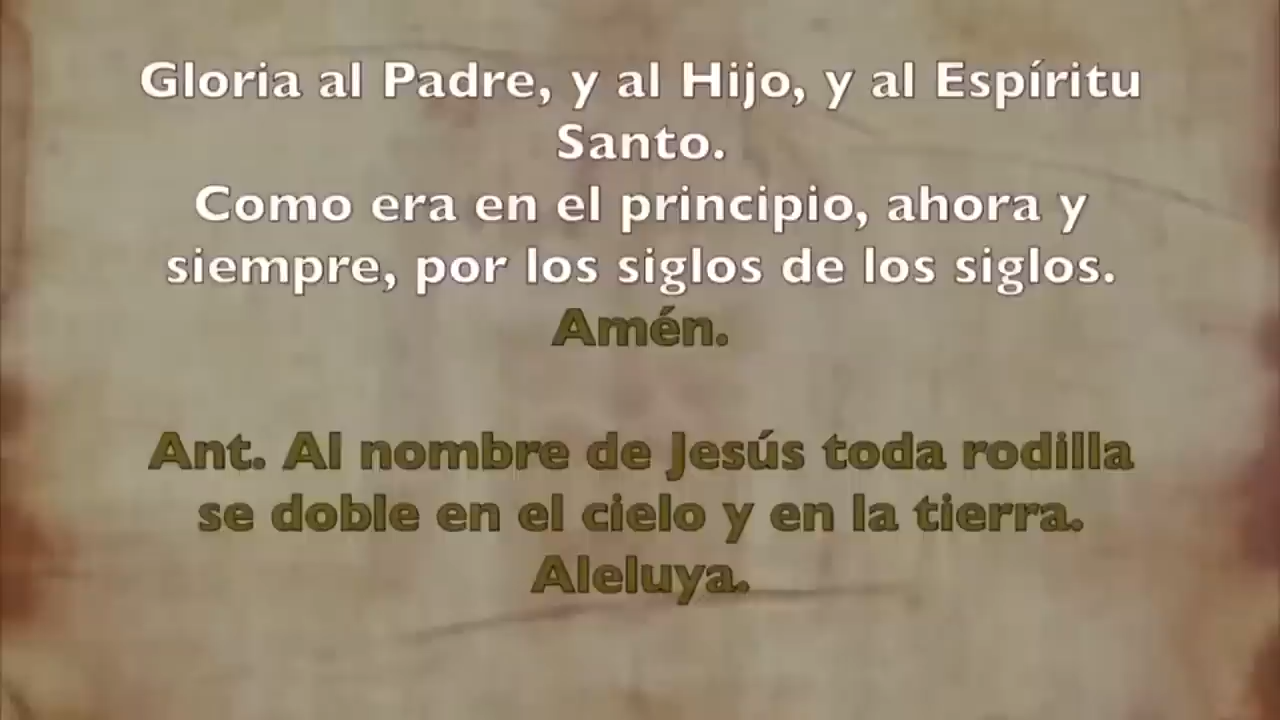 Gloria al Padre, y al Hijo, y al Espíritu
Santo.
Como era en el principio, ahora y
siempre, por los siglos de los siglos.
Amén.
Ant. Al nombre de Jesús toda rodilla
se doble en el cielo y en la tierra.
Aleluya.